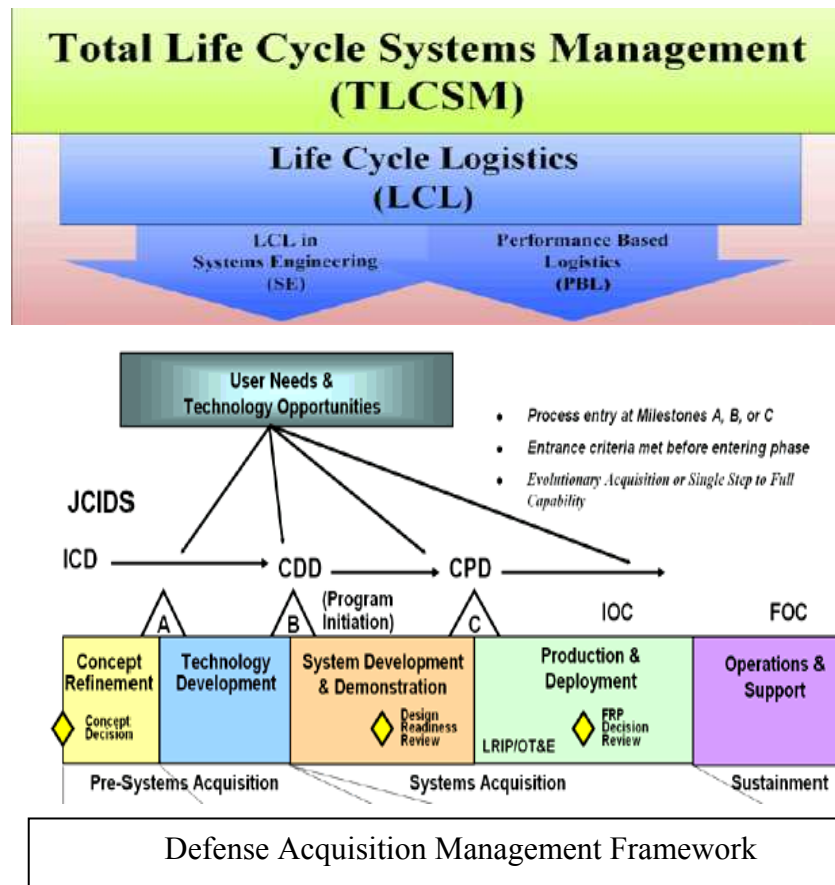 Total Life Cycle Systems Management
(TLCSM)
Life Cycle Logistics
(LCL)
LCL in
Systems Engineering
(SE)
Performance Based
Logistics
(PBL)
User Needs &
Technology Opportunities
• Process entry at Milestones A, B, or C
• Entrance criteria met before entering phase
• Evolutionary Acquisition or Single Step to Full
Capability
JCIDS
ICD
CDD
CPD
(Program
Initiation)
A
B
C
IOC
FOC
Concept
Refinement
Concept
Decision
Technology
Development
System Development
& Demonstration
Design
Readiness
Review
Production &
Deployment
LRIP/OT&E
FRP
Decision
Review
Operations &
Support
Pre-Systems Acquisition
Systems Acquisition
Sustainment
Defense Acquisition Management Framework